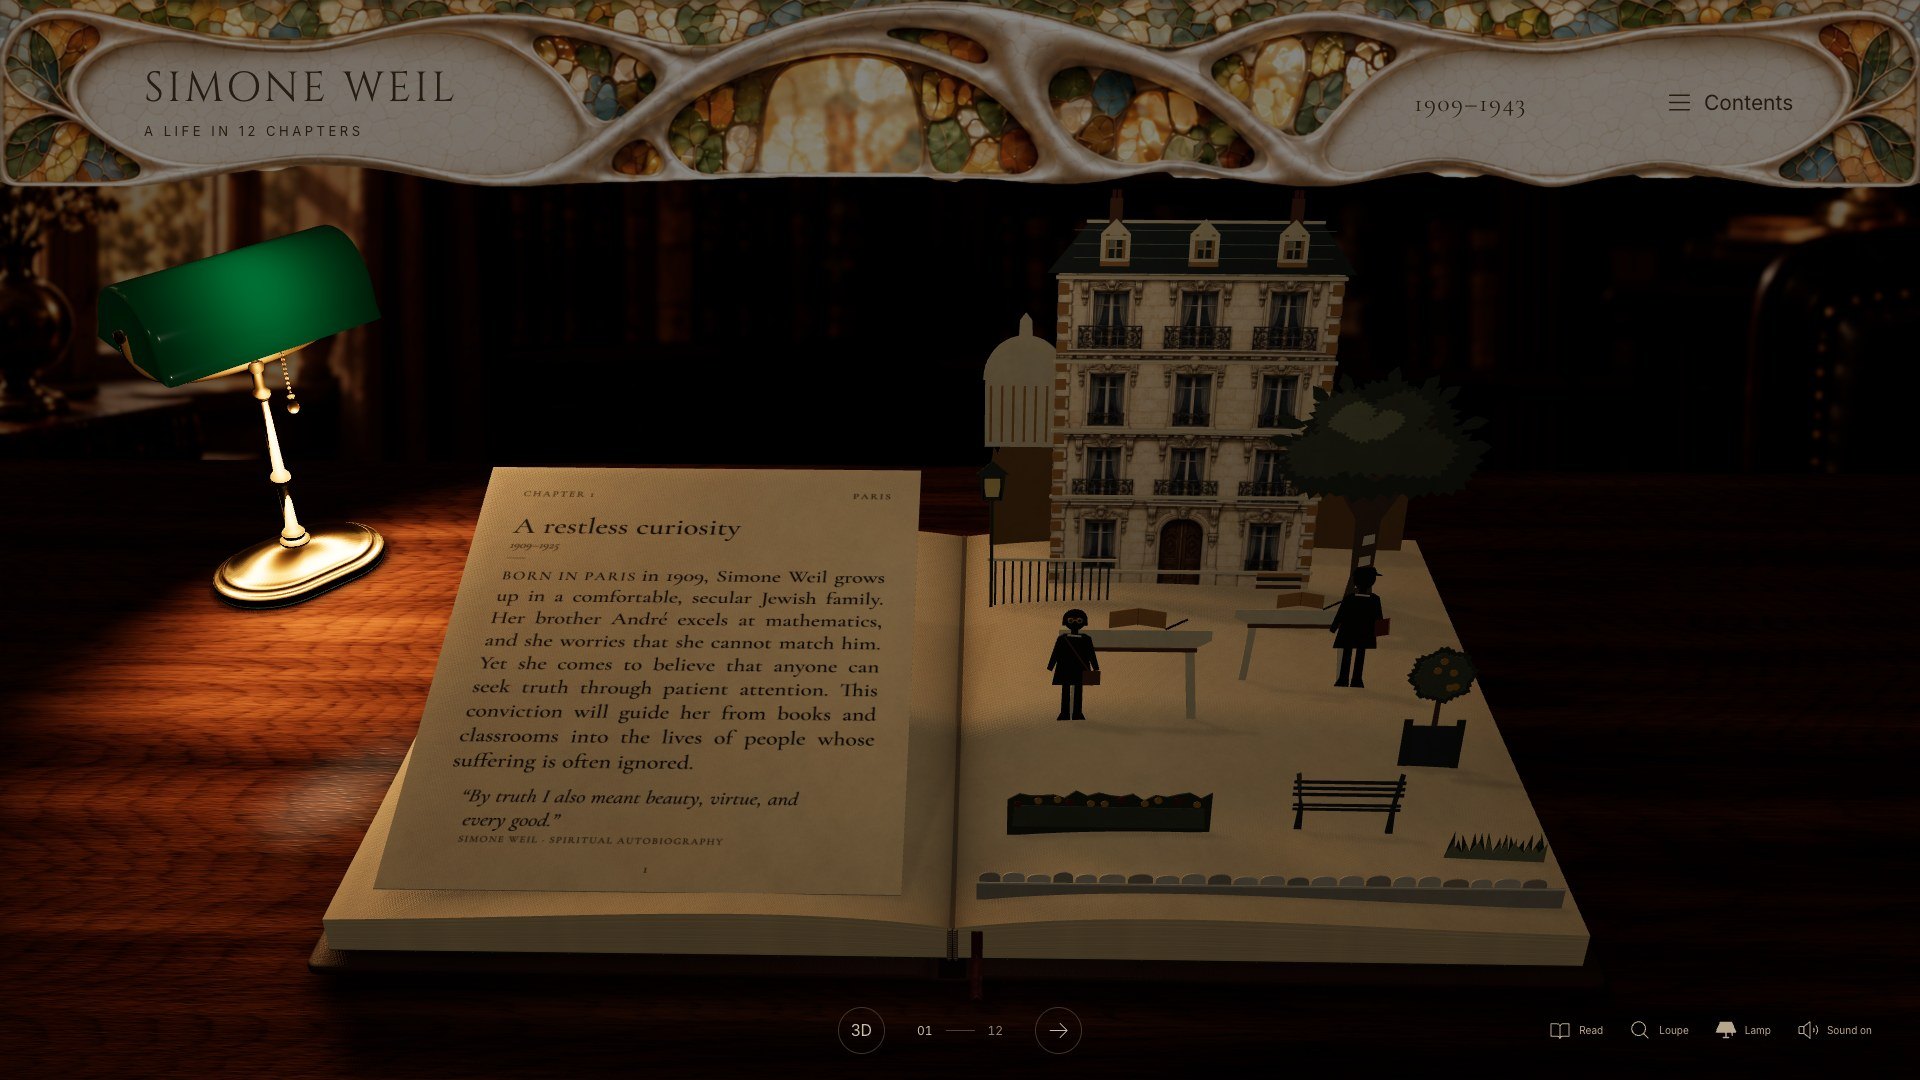 SIMONE WEIL
A LIFE IN 12 CHAPTERS
1909–1943
Contents
CHAPTER 1
PARIS
A restless curiosity
1909–1925
BORN IN PARIS in 1909, Simone Weil grows
up in a comfortable, secular Jewish family.
Her brother André excels at mathematics,
and she worries that she cannot match him.
Yet she comes to believe that anyone can
seek truth through patient attention. This
conviction will guide her from books and
classrooms into the lives of people whose
suffering is often ignored.
“By truth I also meant beauty, virtue, and
every good.”
SIMONE WEIL · SPIRITUAL AUTOBIOGRAPHY
1
3D
01
12
Read
Loupe
Lamp
Sound on